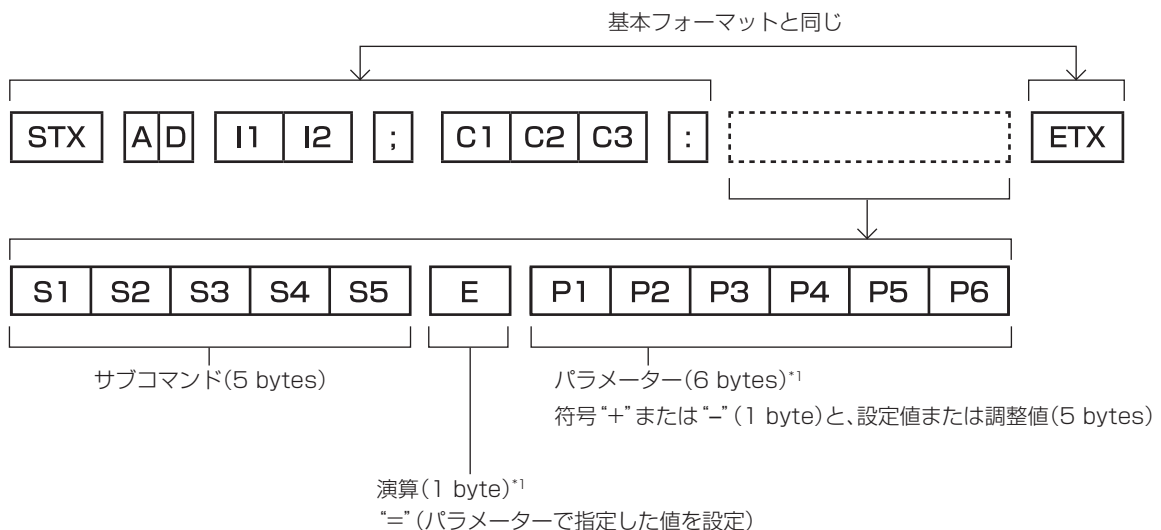 基本フォーマットと同じ
STX A D I1 I2 ; C1 C2 C3 : ETX
S1 S2 S3 S4 S5 E P1 P2 P3 P4 P5 P6
サブコマンド(5 bytes)
パラメーター(6 bytes)*1
符号“+”または“–”(1 byte)と、設定値または調整値(5 bytes)
演算(1 byte)*1
“=”(パラメーターで指定した値を設定)